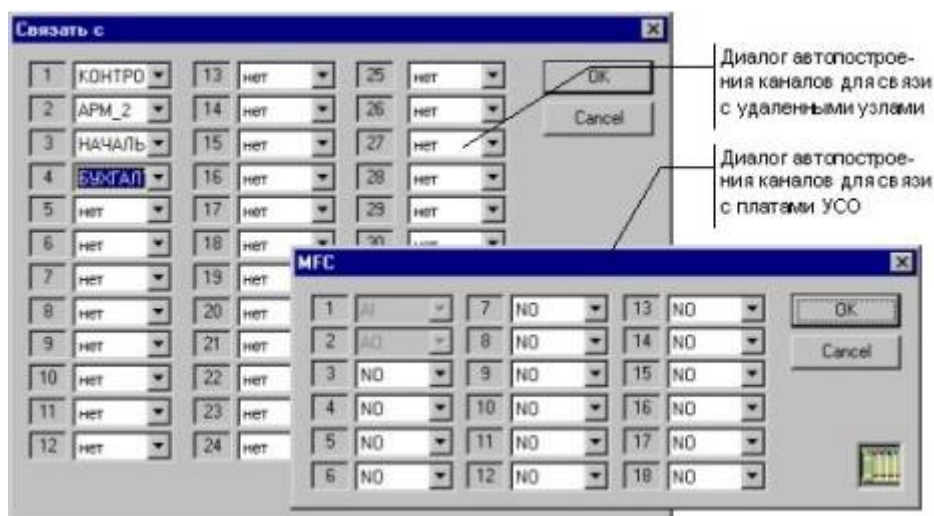 Связать с
1 КОНТРО 13 нет 25 нет OK
2 АРМ_2 14 нет 26 нет Cancel
3 НАЧАЛЬ 15 нет 27 нет
4 БУХГАЛТ 16 нет 28 нет
5 нет 17 нет 29 нет
6 нет 18 нет 30 нет
7 нет 19 нет
8 нет 20 нет
9 нет 21 нет
10 нет 22 нет
11 нет 23 нет
12 нет 24 нет
Диалог автопострое-
ния каналов для связи
с удаленными узлами
Диалог автопострое-
ния каналов для связи
с платами УСО
MFC
1 AI 7 NO 13 NO OK
2 AO 8 NO 14 NO Cancel
3 NO 9 NO 15 NO
4 NO 10 NO 16 NO
5 NO 11 NO 17 NO
6 NO 12 NO 18 NO